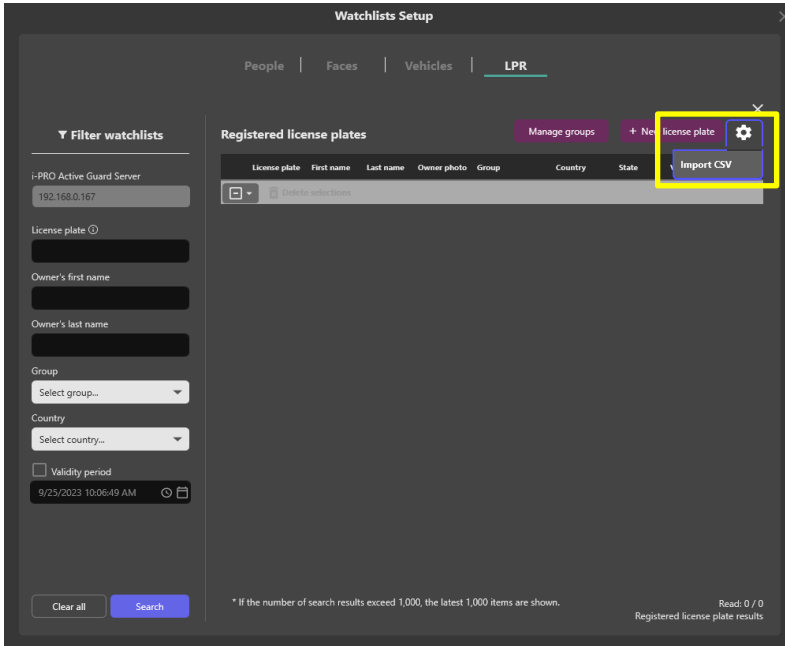 Watchlists Setup
People
Faces
Vehicles
LPR
Filter watchlists
i-PRO Active Guard Server
192.168.0.167
License plate
Owner's first name
Owner's last name
Group
Select group...
Country
Select country...
Validity period
9/25/2023 10:06:49 AM
Clear all
Search
Registered license plates
Manage groups
+ New license plate
Import CSV
License plate First name Last name Owner photo Group Country State
Delete selections
* If the number of search results exceed 1,000, the latest 1,000 items are shown.
Read: 0 / 0
Registered license plate results